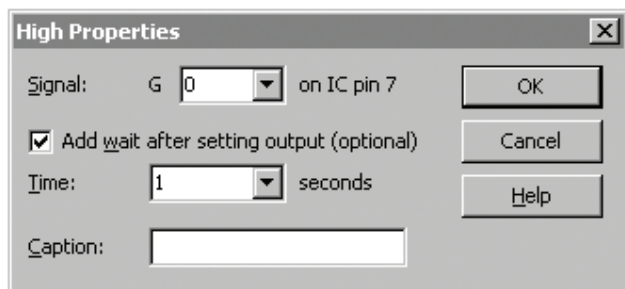 High Properties
Signal: G 0 on IC pin 7
OK
Add wait after setting output (optional)
Cancel
Time: 1 seconds
Help
Caption: